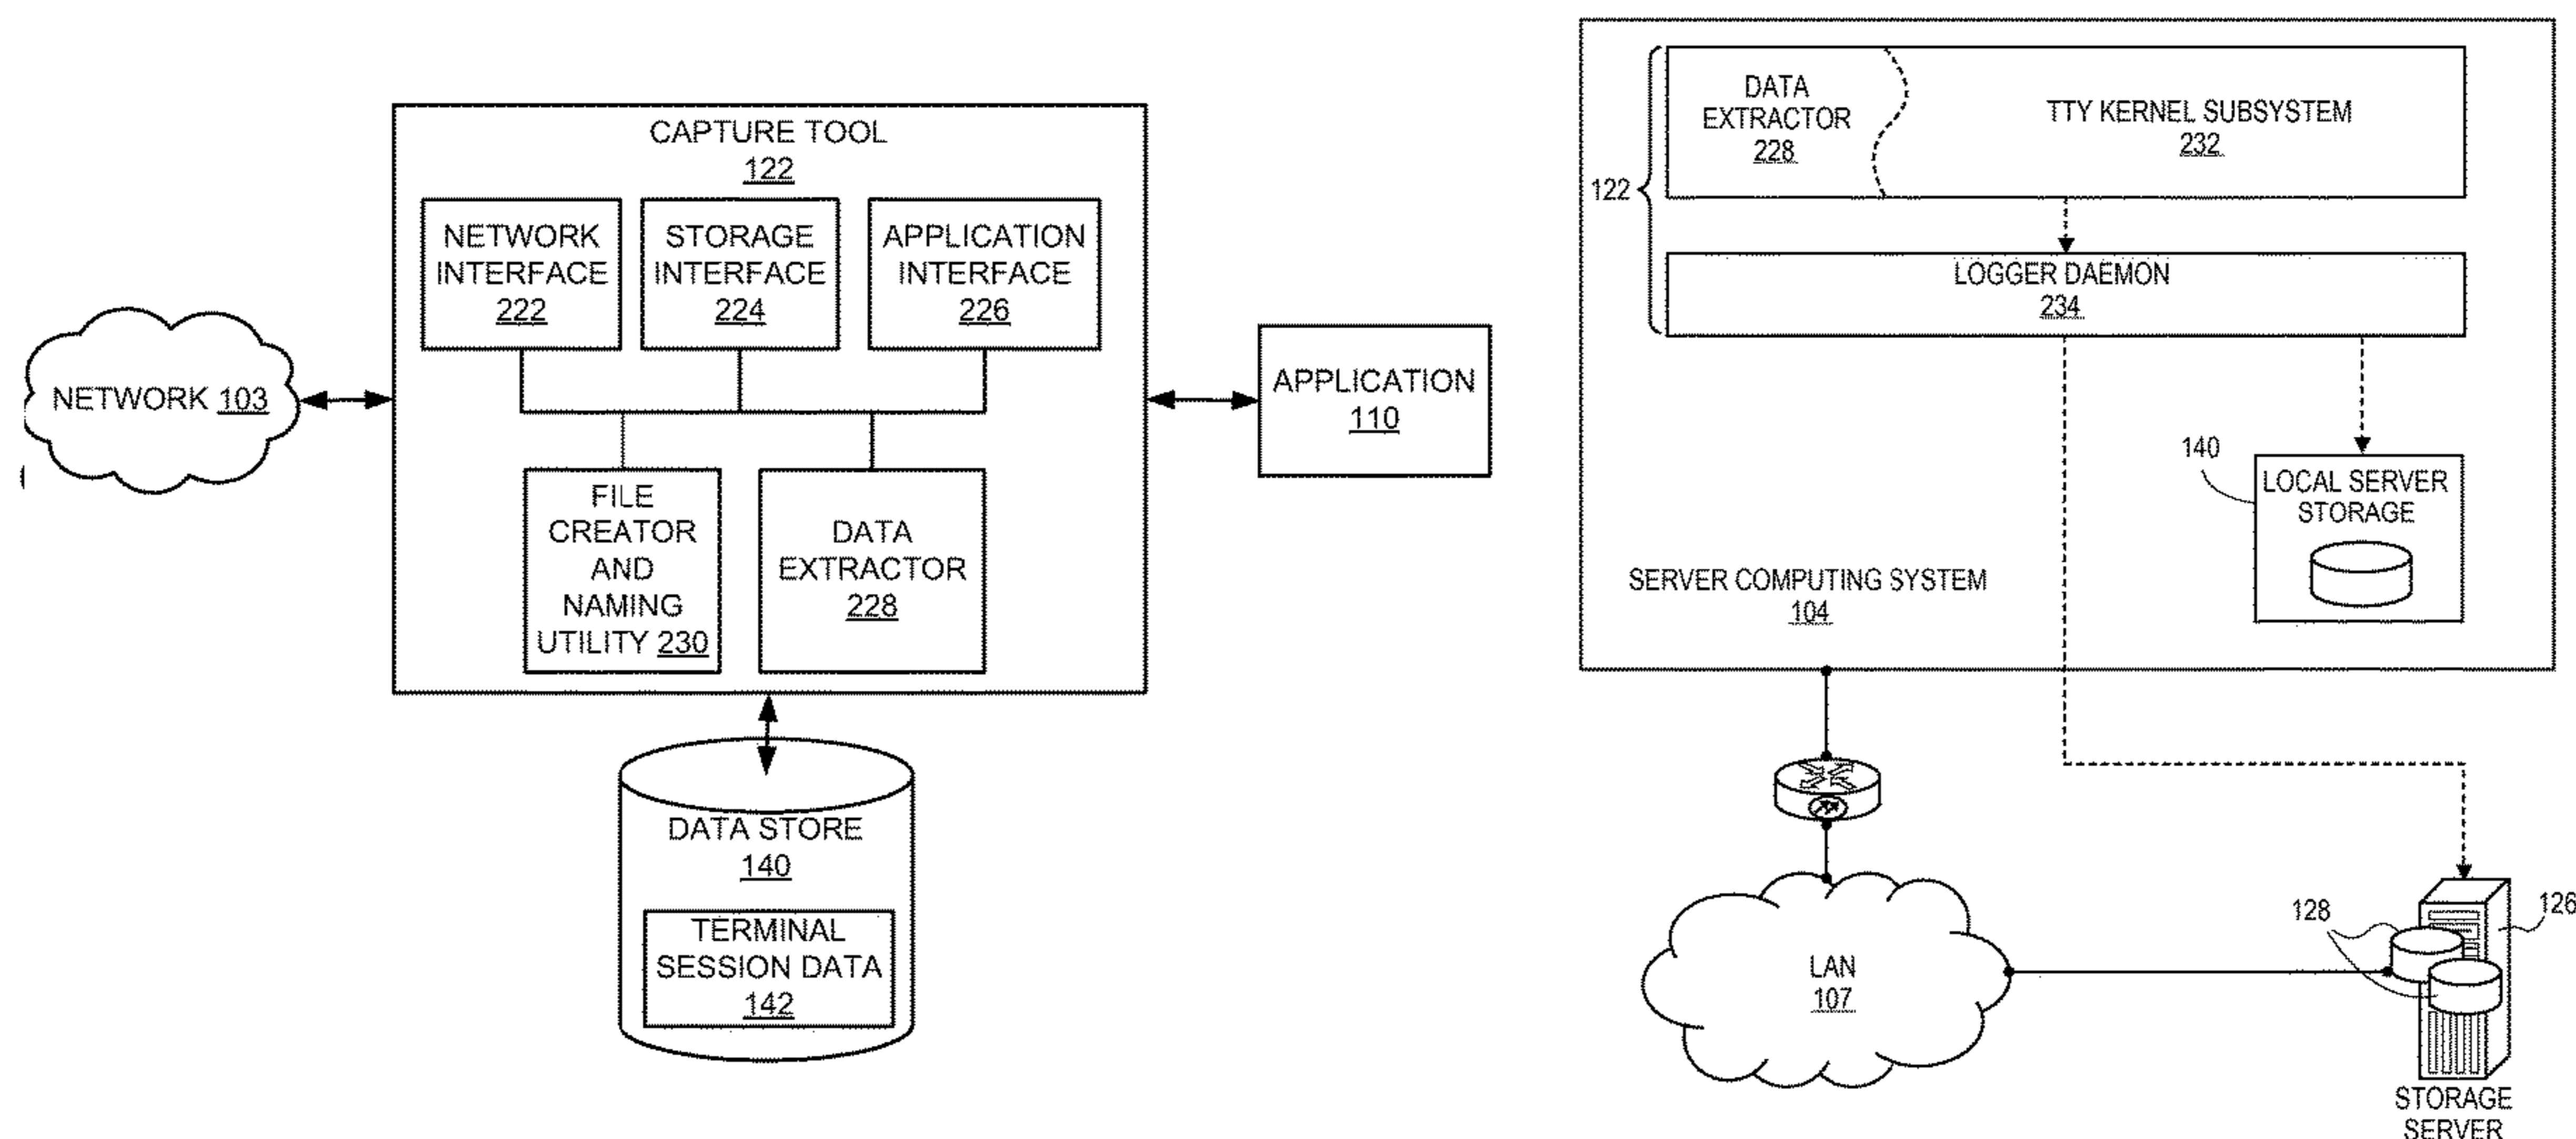 CAPTURE TOOL
122
NETWORK
INTERFACE
222
STORAGE
INTERFACE
224
APPLICATION
INTERFACE
226
NETWORK 103
APPLICATION
110
FILE
CREATOR
AND
NAMING
UTILITY 230
DATA
EXTRACTOR
228
DATA STORE
140
TERMINAL
SESSION DATA
142
DATA
EXTRACTOR
228
TTY KERNEL SUBSYSTEM
232
122
LOGGER DAEMON
234
140
LOCAL SERVER
STORAGE
SERVER COMPUTING SYSTEM
104
LAN
107
128
126
STORAGE
SERVER